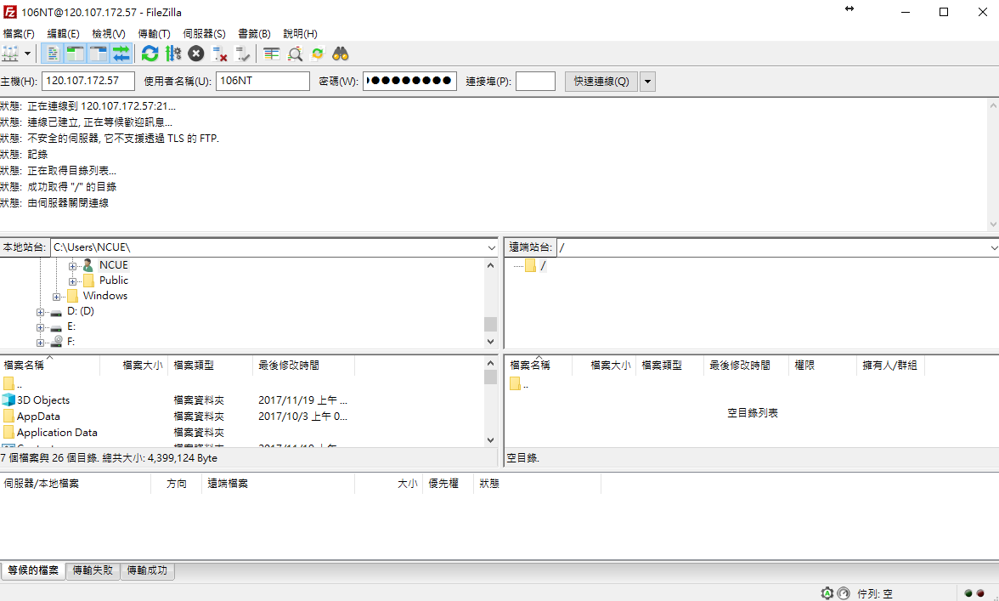 106NT@120.107.172.57 - FileZilla
檔案(F) 編輯(E) 檢視(V) 傳輸(T) 伺服器(S) 書籤(B) 說明(H)
主機(H): 120.107.172.57 使用者名稱(U): 106NT 密碼(W): ●●●●●●●●● 連接埠(P): 快速連線(Q)
狀態: 正在連線到 120.107.172.57:21...
狀態: 連線已建立, 正在等候歡迎訊息...
狀態: 不安全的伺服器, 它不支援透過 TLS 的 FTP.
狀態: 記錄
狀態: 正在取得目錄列表...
狀態: 成功取得 "/" 的目錄
狀態: 由伺服器關閉連線
本地站台: C:\Users\NCUE\
NCUE
Public
Windows
D: (D)
E:
F:
遠端站台: /
/
檔案名稱 檔案大小 檔案類型 最後修改時間
..
3D Objects 檔案資料夾 2017/11/19 上午 ...
AppData 檔案資料夾 2017/10/3 上午 0...
Application Data 檔案資料夾
7 個檔案與 26 個目錄. 總共大小: 4,399,124 Byte
檔案名稱 檔案大小 檔案類型 最後修改時間 權限 擁有人/群組
..
空目錄列表
空目錄.
伺服器/本地檔案 方向 遠端檔案 大小 優先權 狀態
等候的檔案 傳輸失敗 傳輸成功
佇列: 空